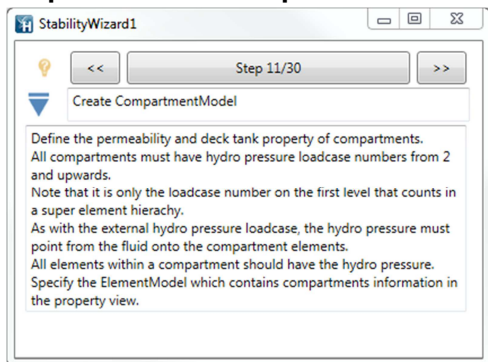 StabilityWizard1
<< Step 11/30 >>
Create CompartmentModel
Define the permeability and deck tank property of compartments.
All compartments must have hydro pressure loadcase numbers from 2
and upwards.
Note that it is only the loadcase number on the first level that counts in
a super element hierachy.
As with the external hydro pressure loadcase, the hydro pressure must
point from the fluid onto the compartment elements.
All elements within a compartment should have the hydro pressure.
Specify the ElementModel which contains compartments information in
the property view.